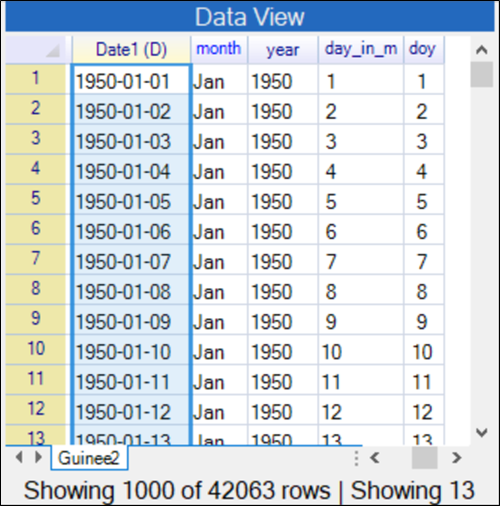 Data View
Date1 (D) month year day_in_m doy
1 1950-01-01 Jan 1950 1 1
2 1950-01-02 Jan 1950 2 2
3 1950-01-03 Jan 1950 3 3
4 1950-01-04 Jan 1950 4 4
5 1950-01-05 Jan 1950 5 5
6 1950-01-06 Jan 1950 6 6
7 1950-01-07 Jan 1950 7 7
8 1950-01-08 Jan 1950 8 8
9 1950-01-09 Jan 1950 9 9
10 1950-01-10 Jan 1950 10 10
11 1950-01-11 Jan 1950 11 11
12 1950-01-12 Jan 1950 12 12
13 1950-01-13 Jan 1950 13 13
Guinee2
Showing 1000 of 42063 rows | Showing 13